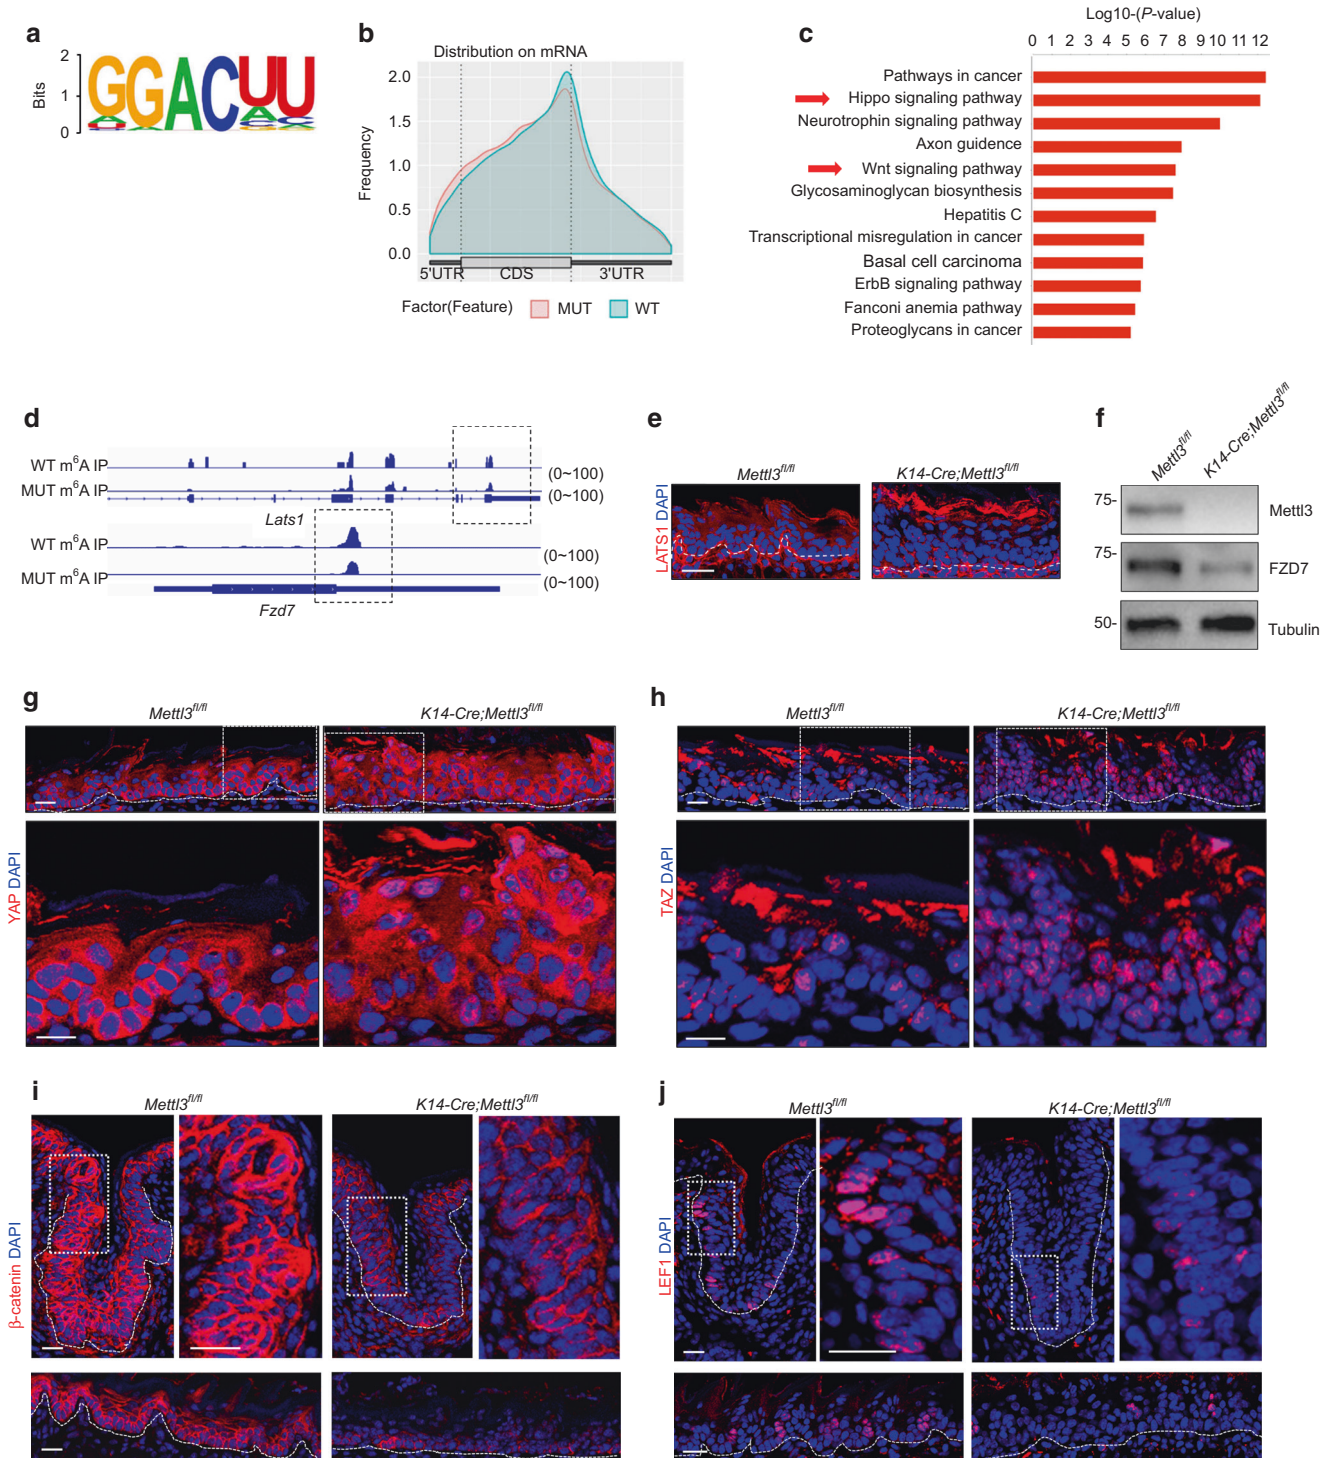 a
Bits
2
1
0
GGACUU
b
Distribution on mRNA
Frequency
2.0
1.5
1.0
0.5
0.0
5'UTR CDS 3'UTR
Factor(Feature) MUT WT
c
Log10-(P-value)
0 1 2 3 4 5 6 7 8 9 10 11 12
Pathways in cancer
Hippo signaling pathway
Neurotrophin signaling pathway
Axon guidence
Wnt signaling pathway
Glycosaminoglycan biosynthesis
Hepatitis C
Transcriptional misregulation in cancer
Basal cell carcinoma
ErbB signaling pathway
Fanconi anemia pathway
Proteoglycans in cancer
d
WT m⁶A IP (0~100)
MUT m⁶A IP (0~100)
Lats1
WT m⁶A IP (0~100)
MUT m⁶A IP (0~100)
Fzd7
e
Mettl3fl/fl K14-Cre;Mettl3fl/fl
LATS1 DAPI
f
Mettl3fl/fl K14-Cre;Mettl3fl/fl
75- Mettl3
75- FZD7
50- Tubulin
g
Mettl3fl/fl K14-Cre;Mettl3fl/fl
YAP DAPI
h
Mettl3fl/fl K14-Cre;Mettl3fl/fl
TAZ DAPI
i
Mettl3fl/fl K14-Cre;Mettl3fl/fl
β-catenin DAPI
j
Mettl3fl/fl K14-Cre;Mettl3fl/fl
LEF1 DAPI